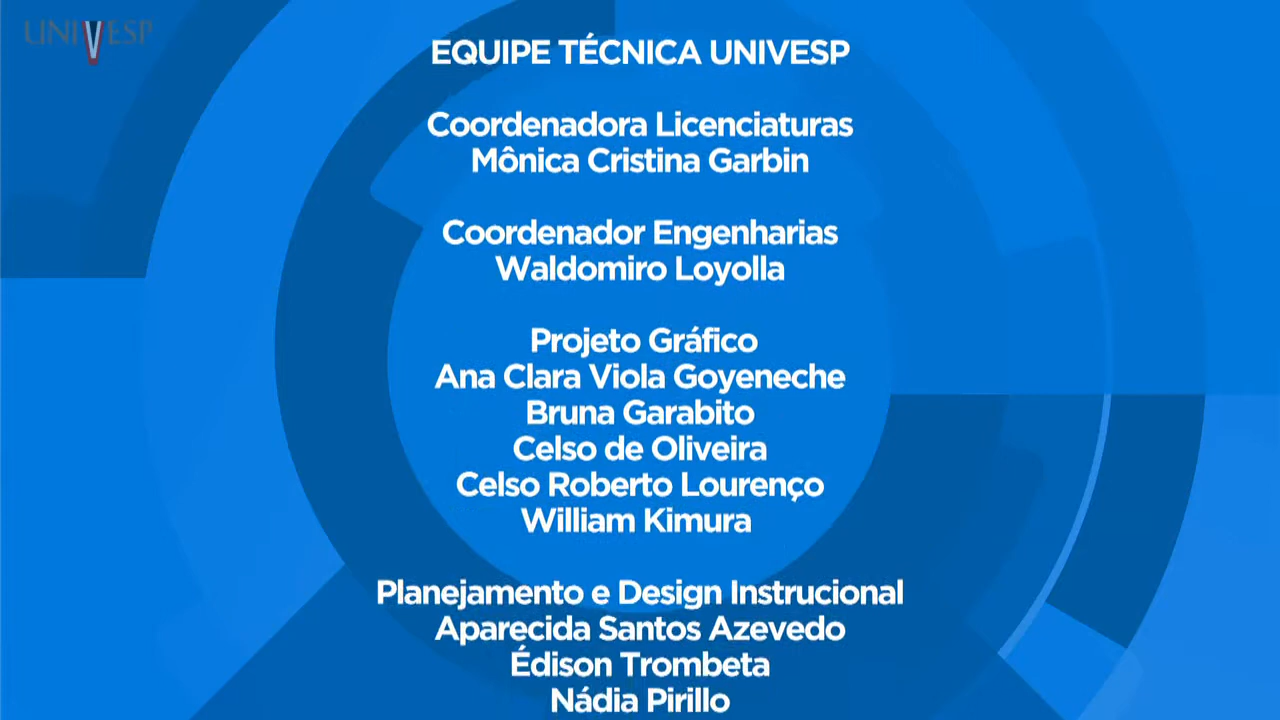 UNIVESP
EQUIPE TÉCNICA UNIVESP
Coordenadora Licenciaturas
Mônica Cristina Garbin
Coordenador Engenharias
Waldomiro Loyolla
Projeto Gráfico
Ana Clara Viola Goyeneche
Bruna Garabito
Celso de Oliveira
Celso Roberto Lourenço
William Kimura
Planejamento e Design Instrucional
Aparecida Santos Azevedo
Édison Trombeta
Nádia Pirillo